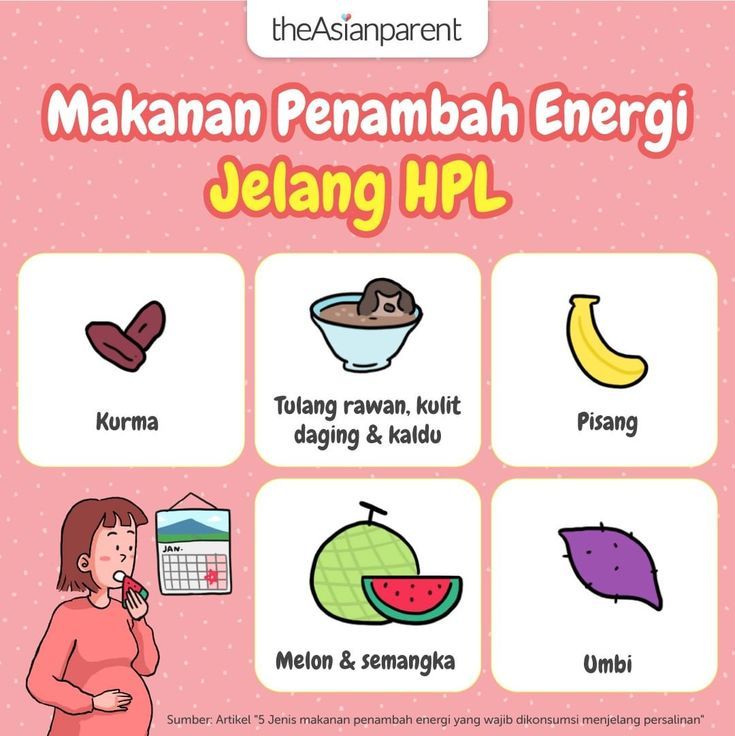 theAsianparent
Makanan Penambah Energi
Jelang HPL
Kurma
Tulang rawan, kulit
daging & kaldu
Pisang
JAN.
Melon & semangka
Umbi
Sumber: Artikel "5 Jenis makanan penambah energi yang wajib dikonsumsi menjelang persalinan"